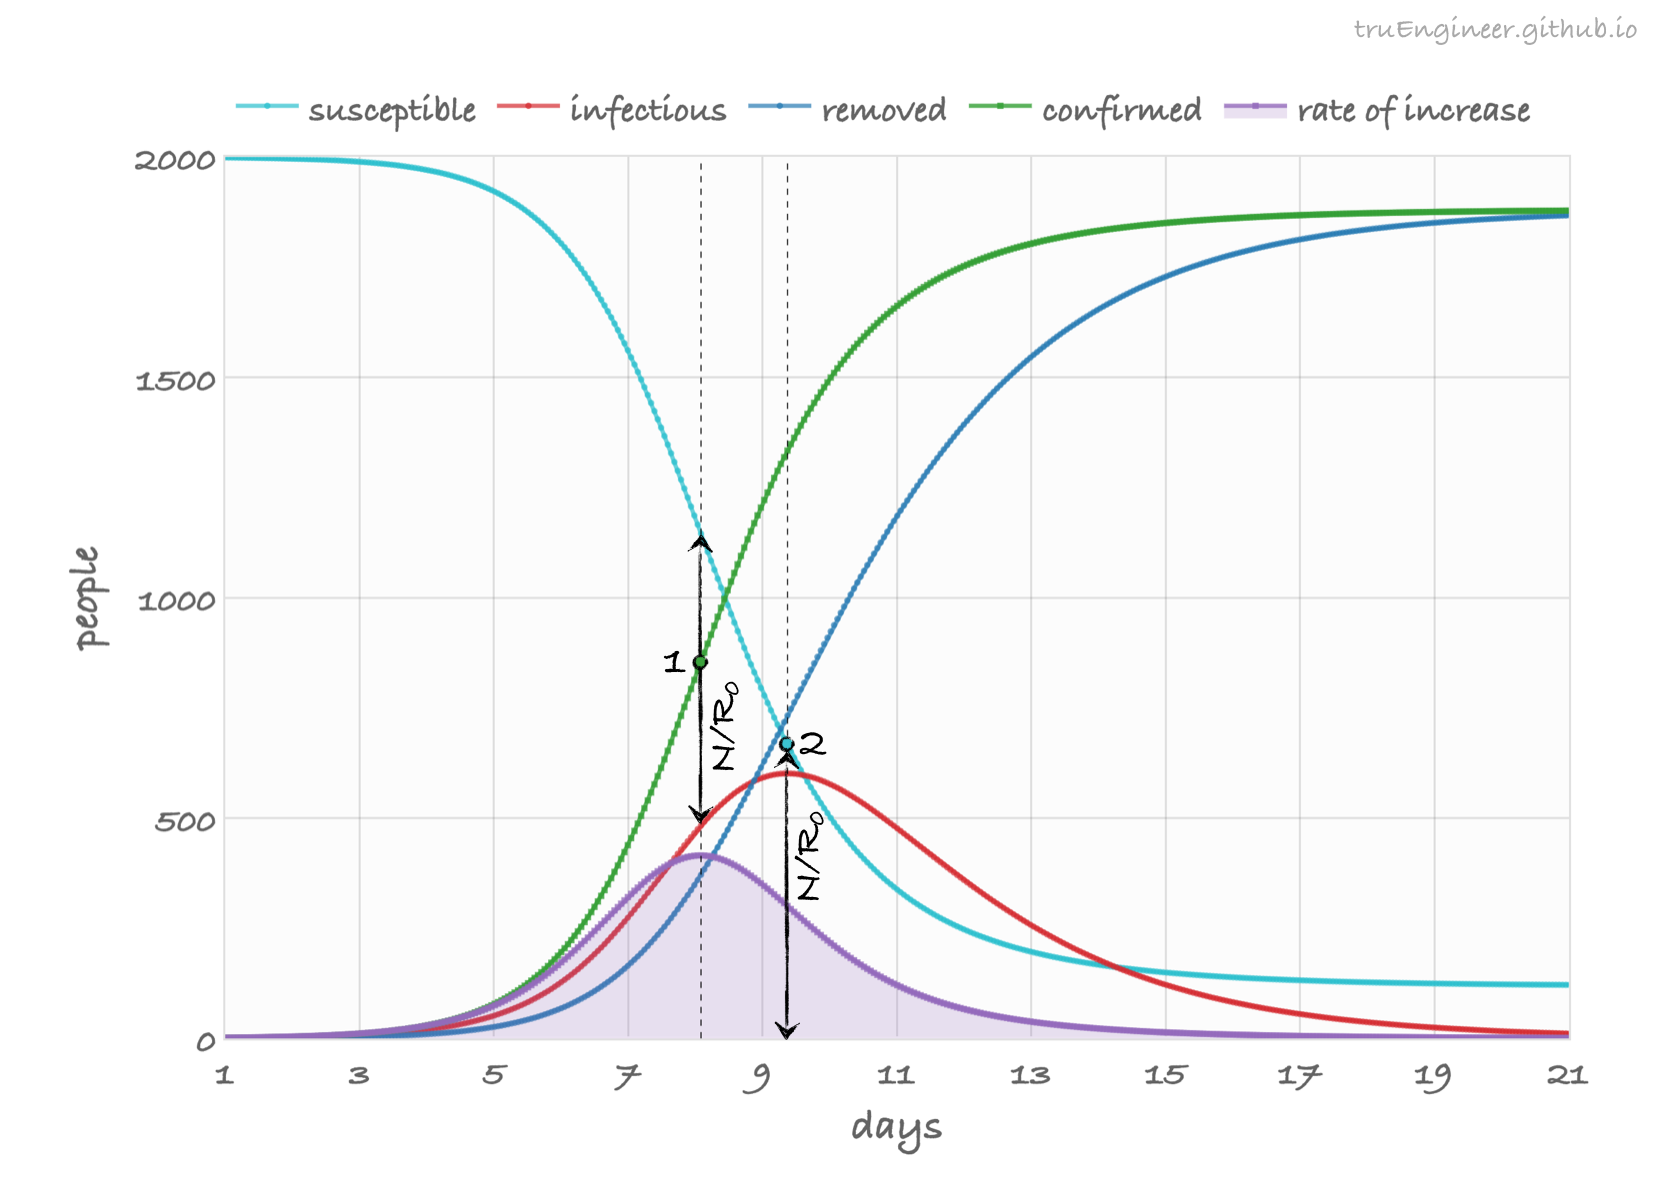 truEngineer.github.io
susceptible infectious removed confirmed rate of increase
2000
1500
1000
500
0
people
1
N/R₀
2
N/R₀
1 3 5 7 9 11 13 15 17 19 21
days